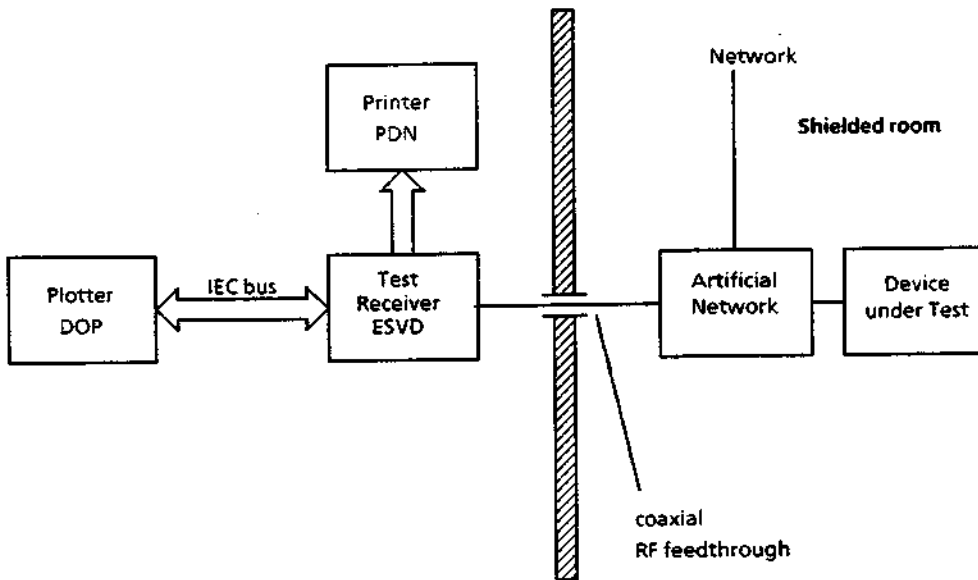 Network
Printer
PDN
Shielded room
Plotter
DOP
IEC bus
Test
Receiver
ESVD
Artificial
Network
Device
under Test
coaxial
RF feedthrough